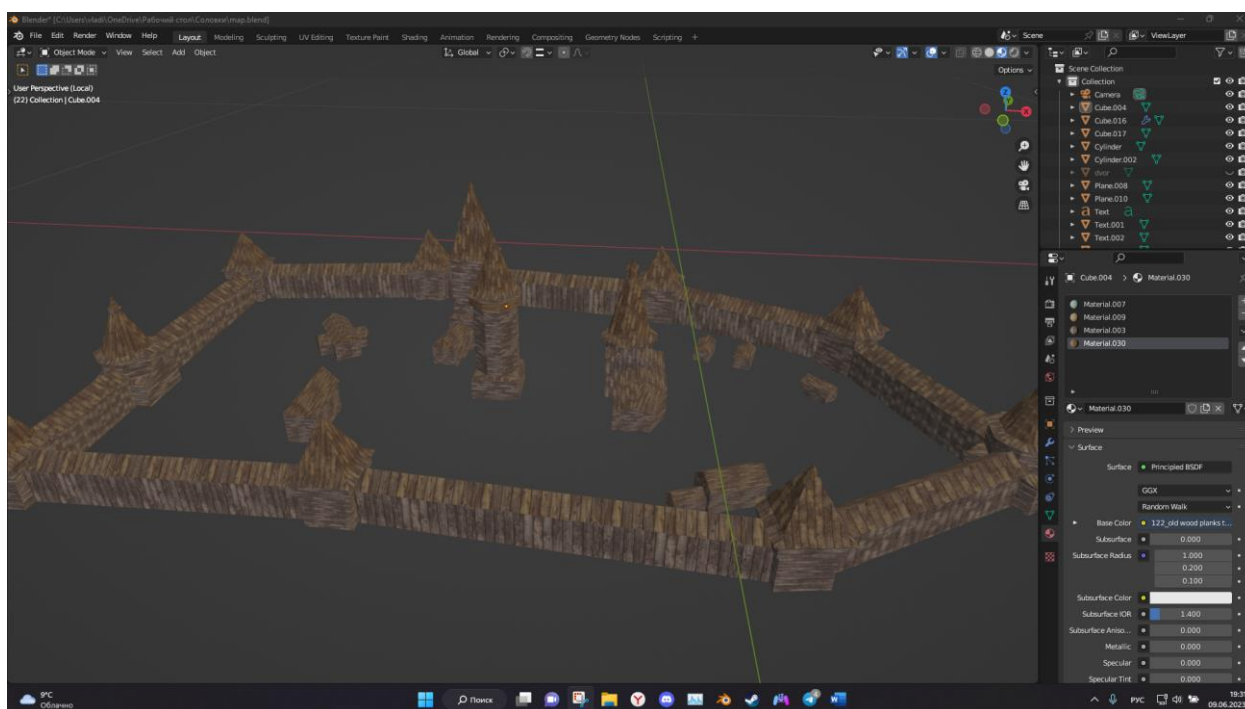 Blender* [C:\Users\vladi\OneDrive\Рабочий стол\Соловки\map.blend]
File Edit Render Window Help Layout Modeling Sculpting UV Editing Texture Paint Shading Animation Rendering Compositing Geometry Nodes Scripting + Scene ViewLayer
Object Mode View Select Add Object Global
Options
User Perspective (Local)
(22) Collection | Cube.004
Scene Collection
Collection
Camera
Cube.004
Cube.016
Cube.017
Cylinder
Cylinder.002
dvor
Plane.008
Plane.010
Text
Text.001
Text.002
Cube.004 > Material.030
Material.007
Material.009
Material.003
Material.030
Material.030
Preview
Surface
Surface Principled BSDF
GGX
Random Walk
Base Color 122_old wood planks t...
Subsurface 0.000
Subsurface Radius 1.000
0.200
0.100
Subsurface Color
Subsurface IOR 1.400
Subsurface Aniso... 0.000
Metallic 0.000
Specular 0.000
Specular Tint 0.000
9°C
Облачно
Поиск
РУС
19:31
09.06.2023